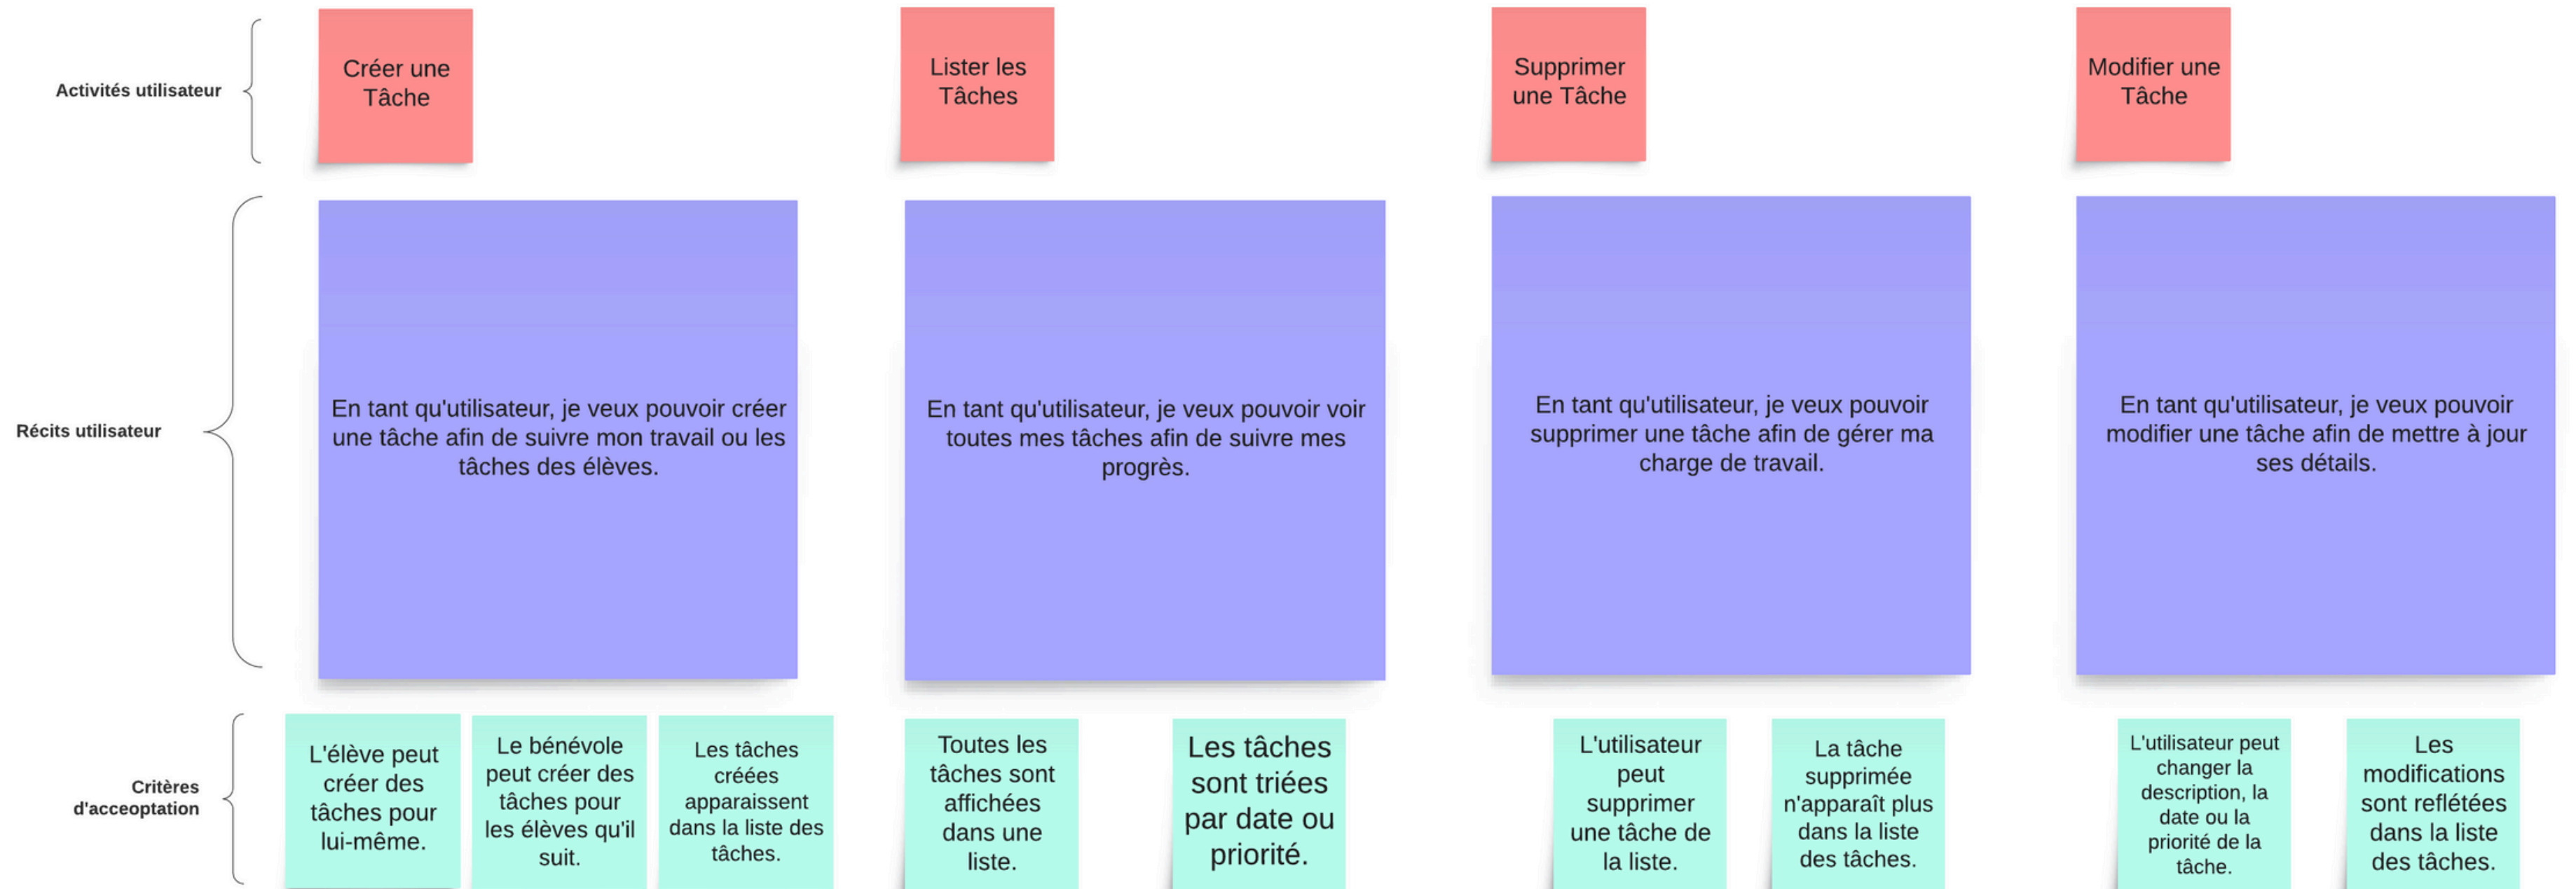 Activités utilisateur
Créer une
Tâche
Lister les
Tâches
Supprimer
une Tâche
Modifier une
Tâche
Récits utilisateur
En tant qu'utilisateur, je veux pouvoir créer
une tâche afin de suivre mon travail ou les
tâches des élèves.
En tant qu'utilisateur, je veux pouvoir voir
toutes mes tâches afin de suivre mes
progrès.
En tant qu'utilisateur, je veux pouvoir
supprimer une tâche afin de gérer ma
charge de travail.
En tant qu'utilisateur, je veux pouvoir
modifier une tâche afin de mettre à jour
ses détails.
Critères
d'acceoptation
L'élève peut
créer des
tâches pour
lui-même.
Le bénévole
peut créer des
tâches pour
les élèves qu'il
suit.
Les tâches
créées
apparaissent
dans la liste des
tâches.
Toutes les
tâches sont
affichées
dans une
liste.
Les tâches
sont triées
par date ou
priorité.
L'utilisateur
peut
supprimer
une tâche de
la liste.
La tâche
supprimée
n'apparaît plus
dans la liste
des tâches.
L'utilisateur peut
changer la
description, la
date ou la
priorité de la
tâche.
Les
modifications
sont reflétées
dans la liste
des tâches.